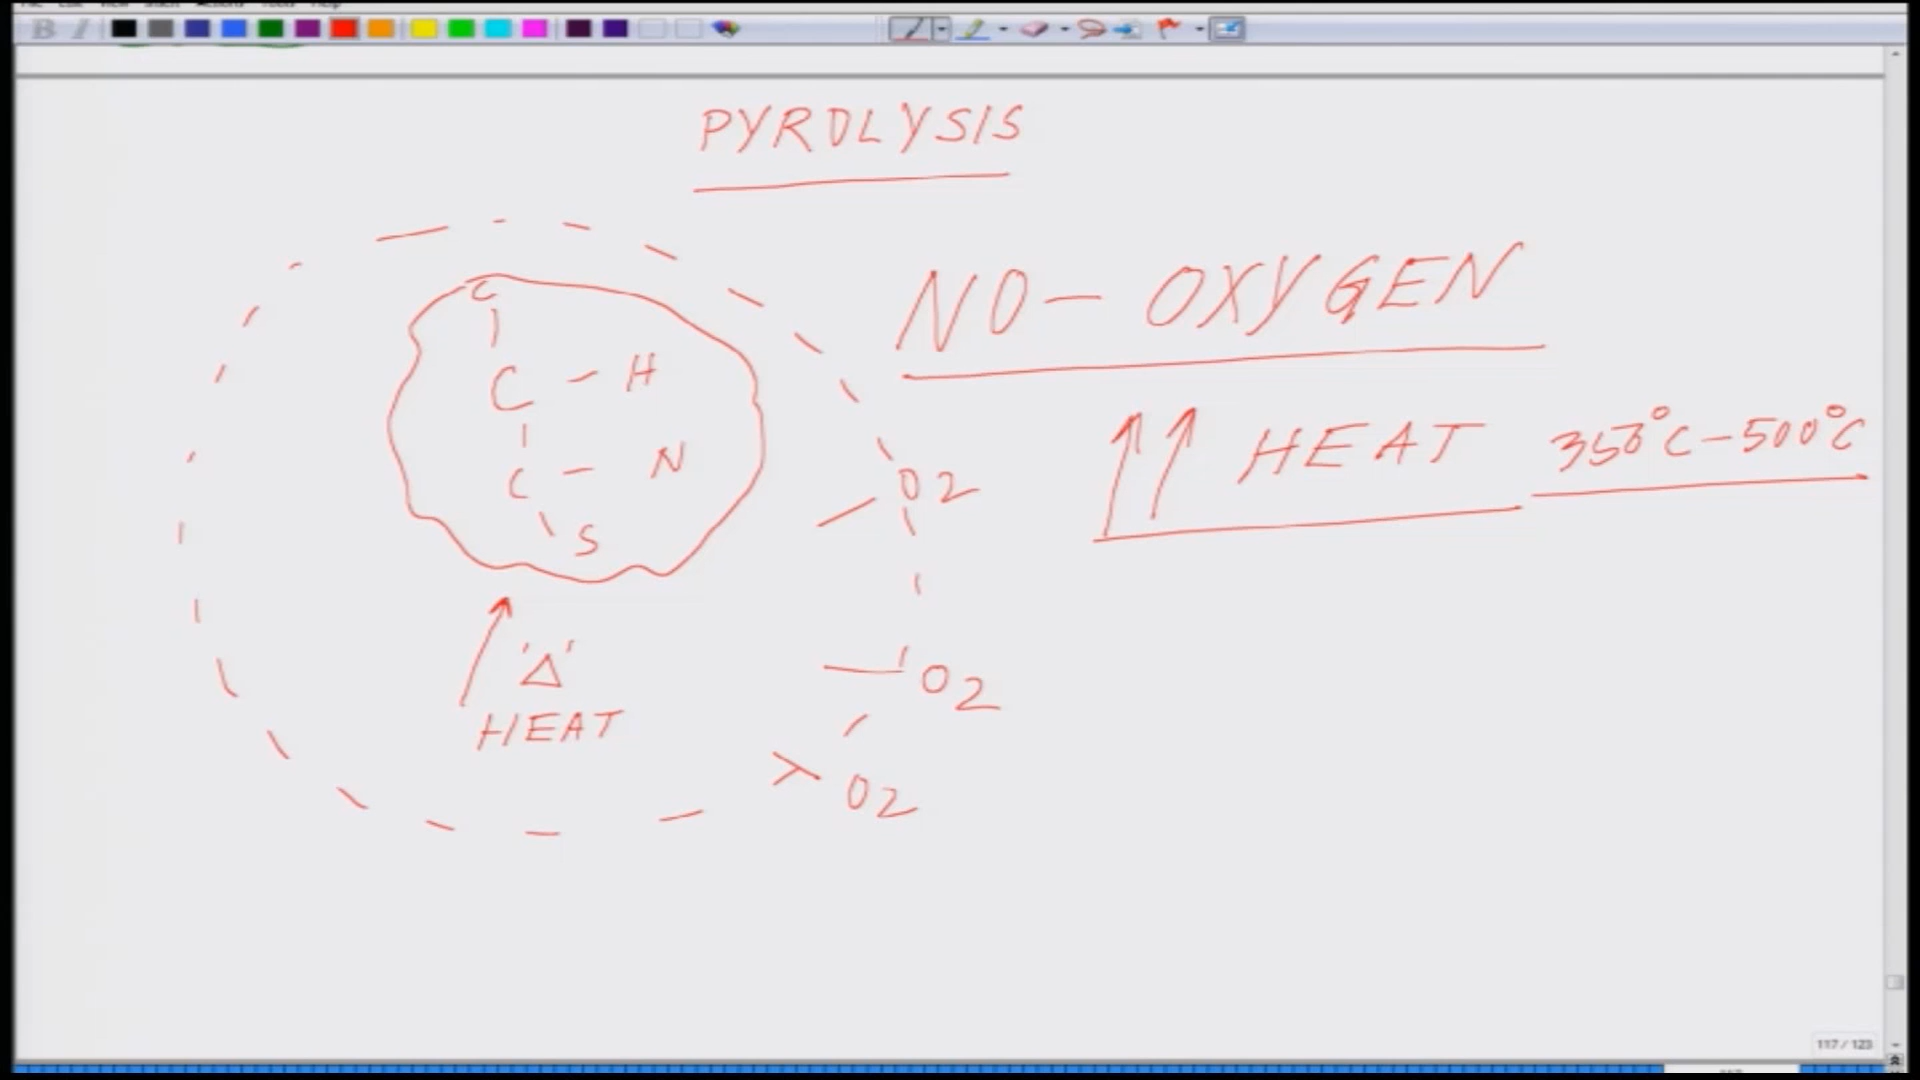 PYROLYSIS
NO-OXYGEN
HEAT 350°C-500°C
C
C - H
C - N
S
O2
O2
O2
'Δ'
HEAT
117 / 123